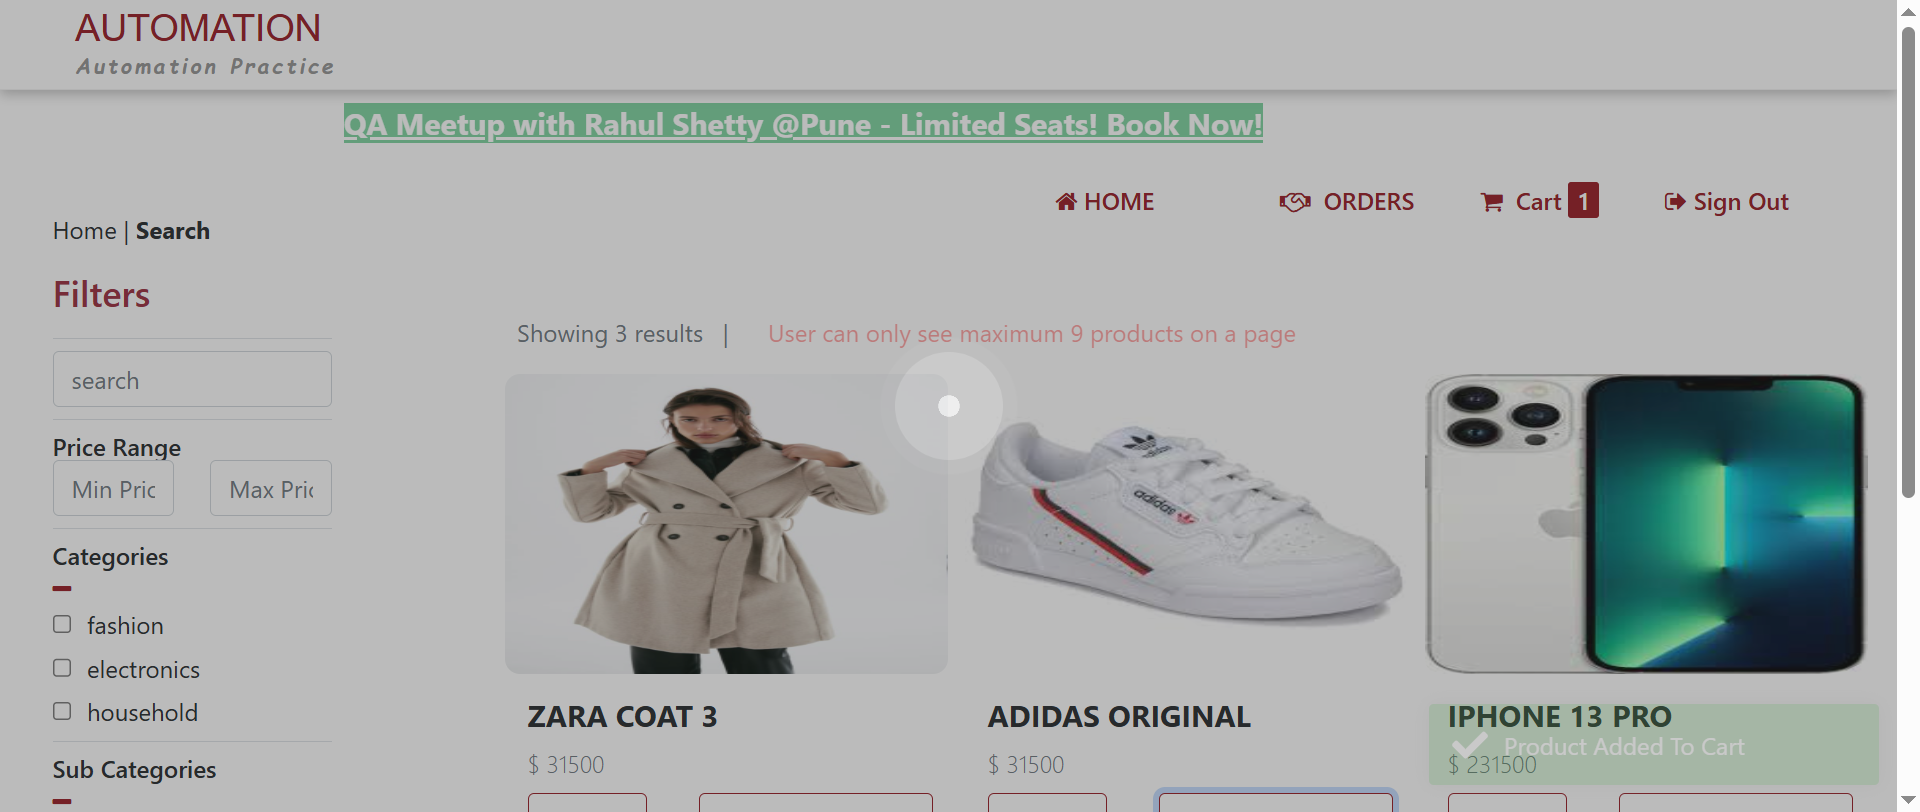 AUTOMATION
Automation Practice
QA Meetup with Rahul Shetty @Pune - Limited Seats! Book Now!
HOME
ORDERS
Cart 1
Sign Out
Home | Search
Filters
Showing 3 results |
User can only see maximum 9 products on a page
search
Price Range
Min Pric
Max Pric
Categories
fashion
electronics
household
Sub Categories
adidas
ZARA COAT 3
$ 31500
ADIDAS ORIGINAL
$ 31500
IPHONE 13 PRO
$ 231500
Product Added To Cart